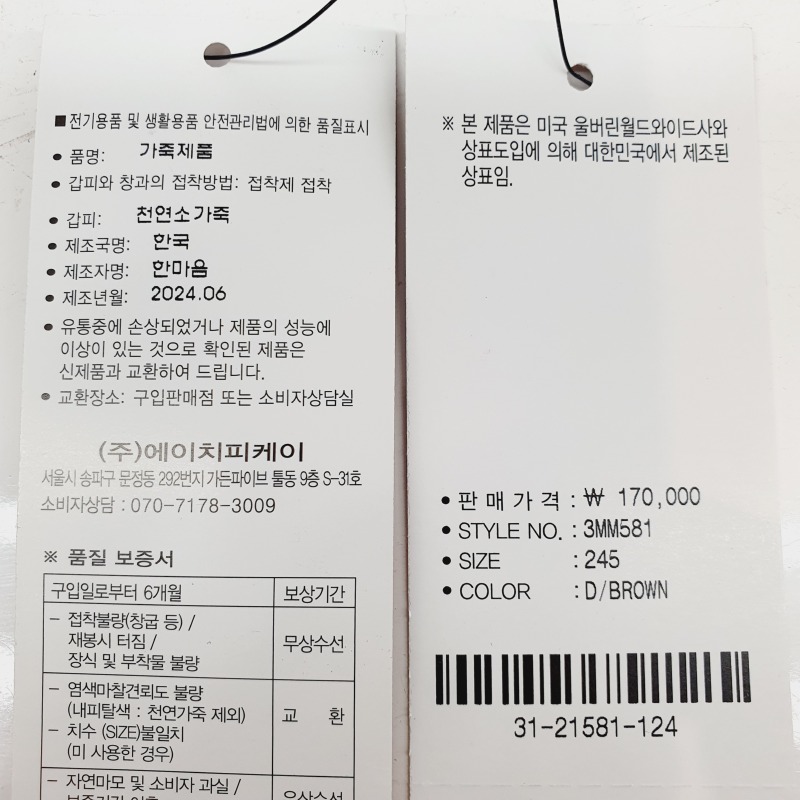 ■전기용품 및 생활용품 안전관리법에 의한 품질표시
● 품명: 가죽제품
● 갑피와 창과의 접착방법: 접착제 접착
● 갑피: 천연소가죽
● 제조국명: 한국
● 제조자명: 한마음
● 제조년월: 2024.06
● 유통중에 손상되었거나 제품의 성능에
이상이 있는 것으로 확인된 제품은
신제품과 교환하여 드립니다.
● 교환장소: 구입판매점 또는 소비자상담실
(주)에이치피케이
서울시 송파구 문정동 292번지 가든파이브 툴동 9층 S-31호
소비자상담 : 070-7178-3009
※ 품질 보증서
구입일로부터 6개월 보상기간
- 접착불량(창굽 등) /
재봉시 터짐 /
장식 및 부착물 불량
무상수선
- 염색마찰견뢰도 불량
(내피탈색 : 천연가죽 제외)
- 치수 (SIZE)불일치
(미 사용한 경우)
교 환
- 자연마모 및 소비자 과실 /
※ 본 제품은 미국 울버린월드와이드사와
상표도입에 의해 대한민국에서 제조된
상표임.
● 판 매 가 격 : ₩ 170,000
● STYLE NO. : 3MM581
● SIZE : 245
● COLOR : D/BROWN
31-21581-124